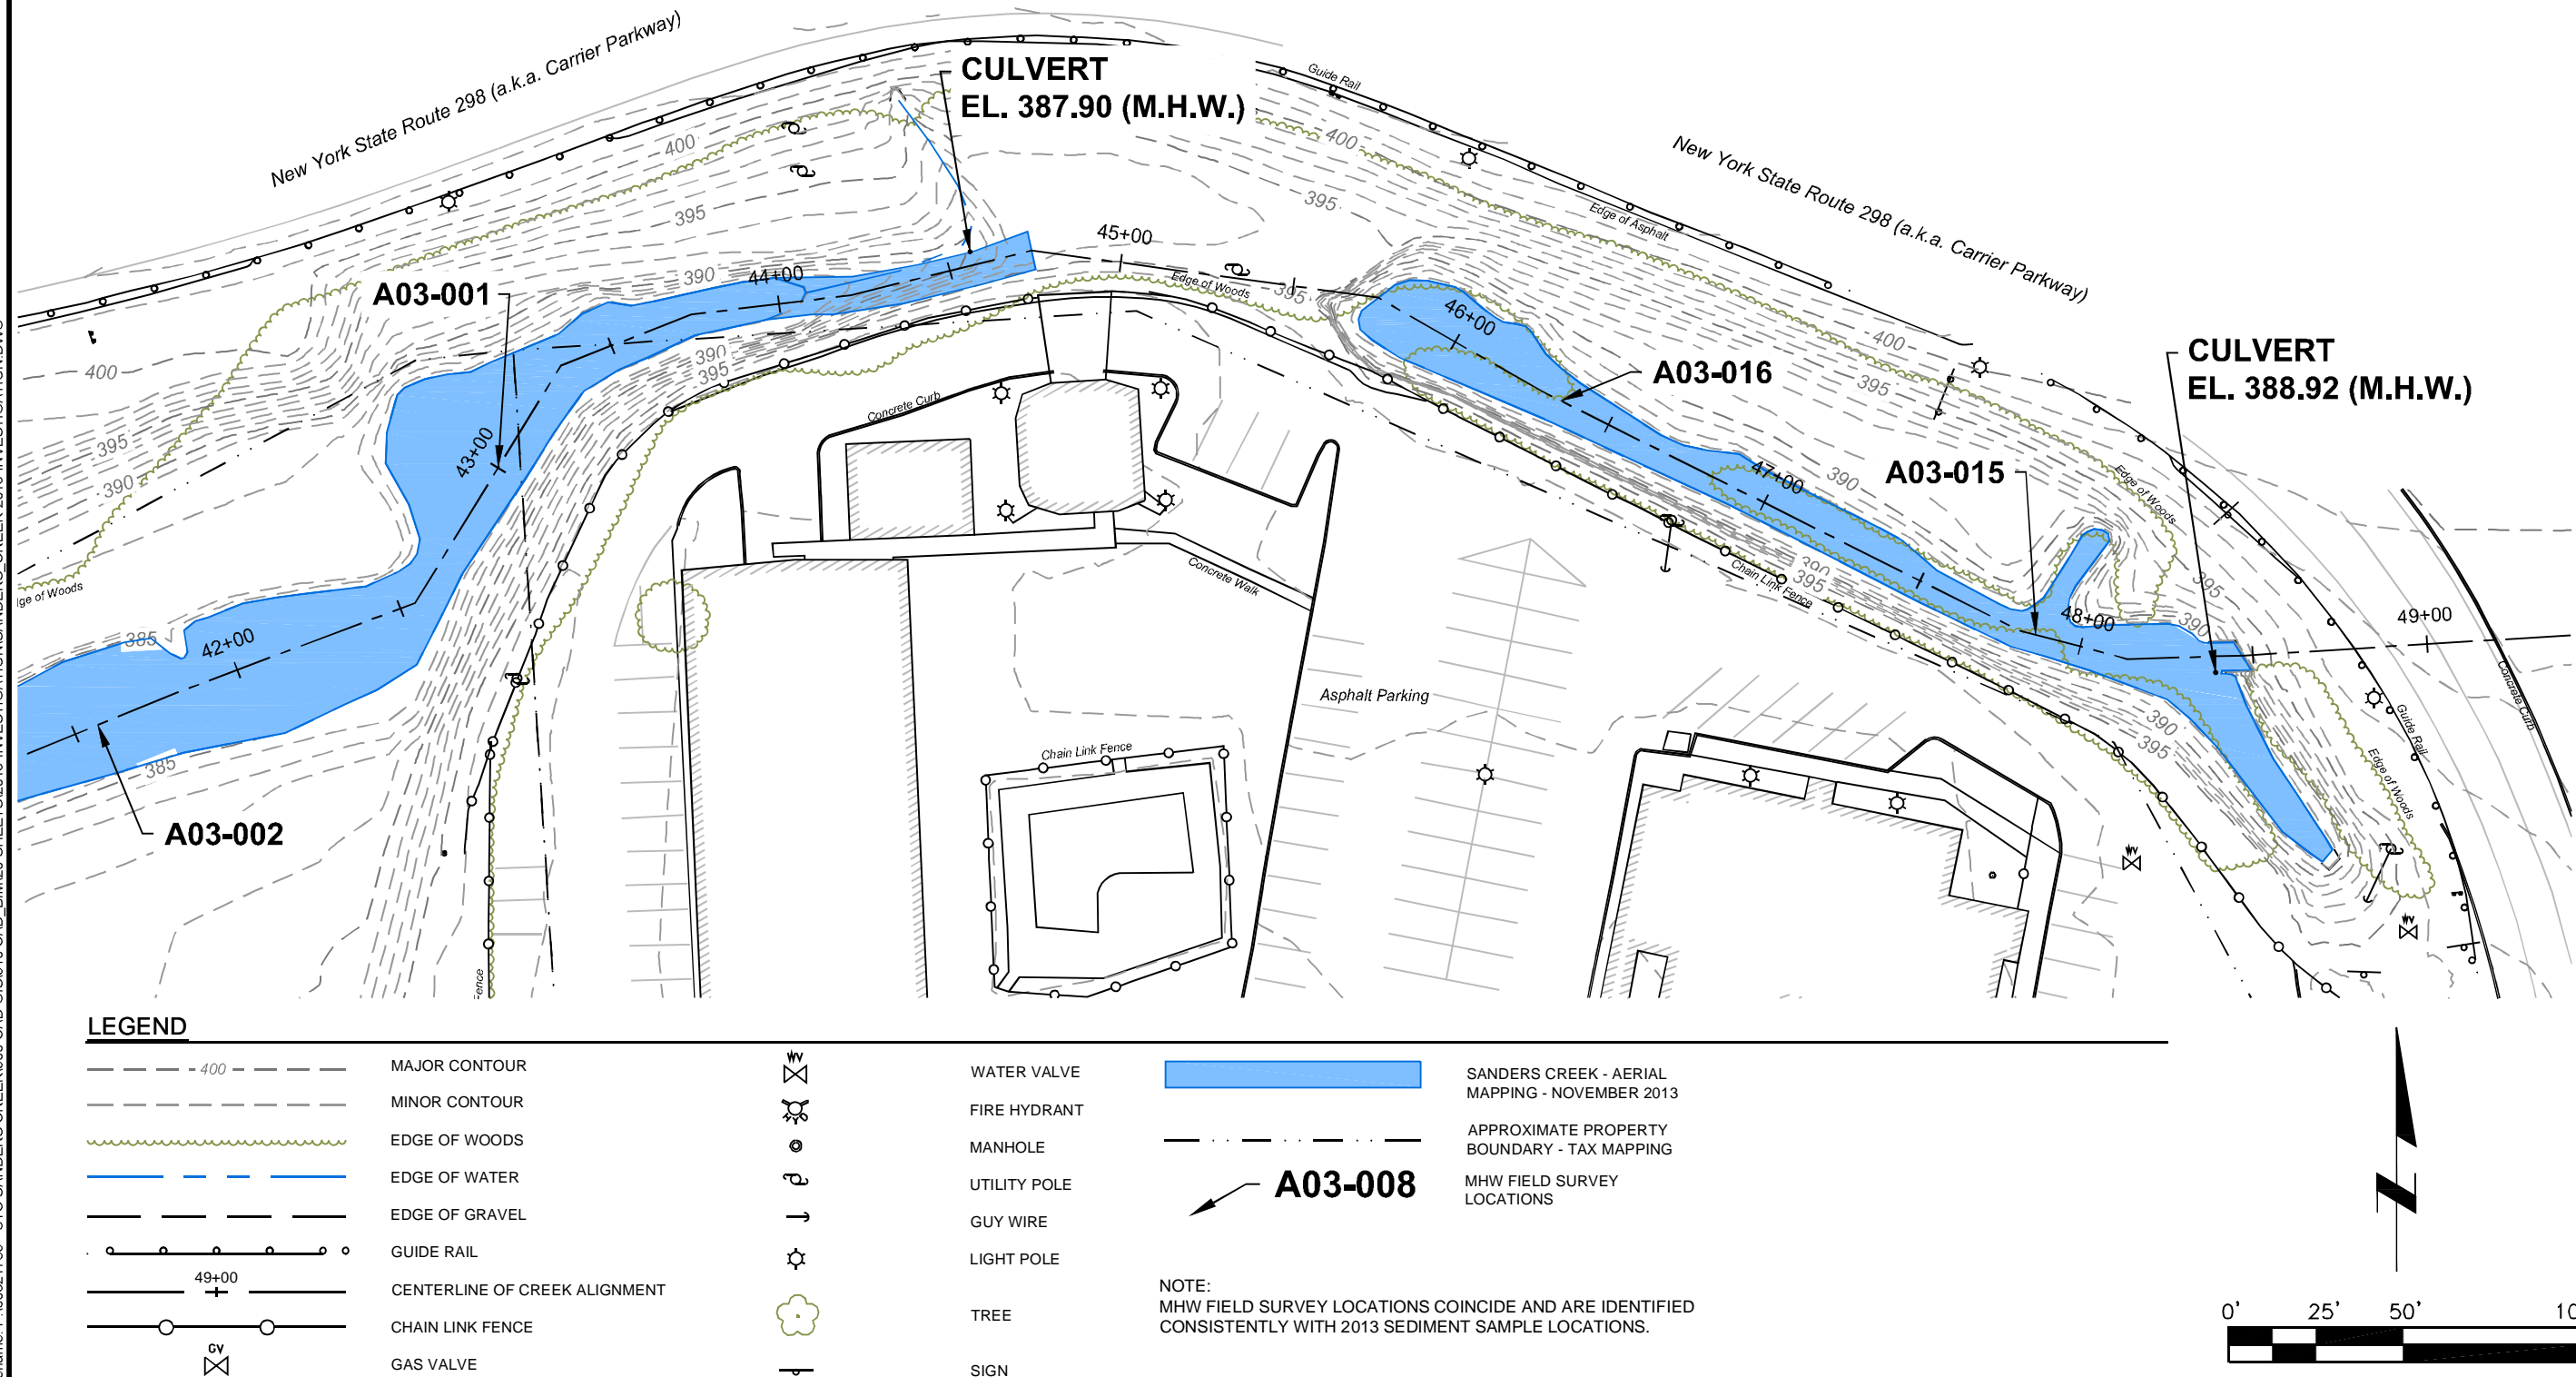 New York State Route 298 (a.k.a. Carrier Parkway)
CULVERT
EL. 387.90 (M.H.W.)
Guide Rail
400
400
New York State Route 298 (a.k.a. Carrier Parkway)
395
395
Edge of Asphalt
45+00
390
44+00
Edge of Woods
395
A03-001
46+00
400
CULVERT
EL. 388.92 (M.H.W.)
390
395
400
A03-016
395
Concrete Curb
43+00
395
390
47+00
390
A03-015
Edge of Woods
Concrete Walk
390
395
Chain Link Fence
395
dge of Woods
385
42+00
48+00
390
49+00
Asphalt Parking
Concrete Curb
390
395
Guide Rail
385
Chain Link Fence
Edge of Woods
A03-002
WV
WV
ence
LEGEND
400
MAJOR CONTOUR
MINOR CONTOUR
EDGE OF WOODS
EDGE OF WATER
EDGE OF GRAVEL
GUIDE RAIL
49+00
CENTERLINE OF CREEK ALIGNMENT
CHAIN LINK FENCE
GV
GAS VALVE
WV
WATER VALVE
FIRE HYDRANT
MANHOLE
UTILITY POLE
GUY WIRE
LIGHT POLE
TREE
SIGN
SANDERS CREEK - AERIAL
MAPPING - NOVEMBER 2013
APPROXIMATE PROPERTY
BOUNDARY - TAX MAPPING
A03-008
MHW FIELD SURVEY
LOCATIONS
NOTE:
MHW FIELD SURVEY LOCATIONS COINCIDE AND ARE IDENTIFIED
CONSISTENTLY WITH 2013 SEDIMENT SAMPLE LOCATIONS.
N
0' 25' 50' 10